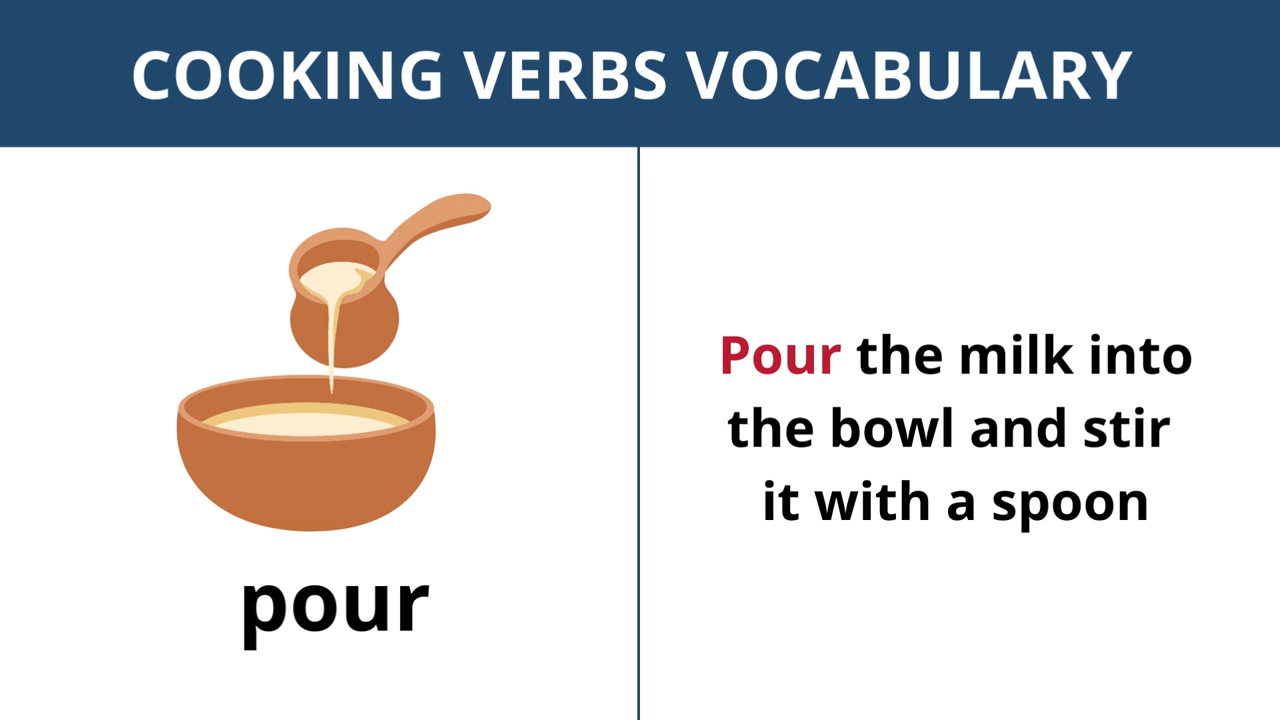 COOKING VERBS VOCABULARY
pour
Pour the milk into
the bowl and stir
it with a spoon